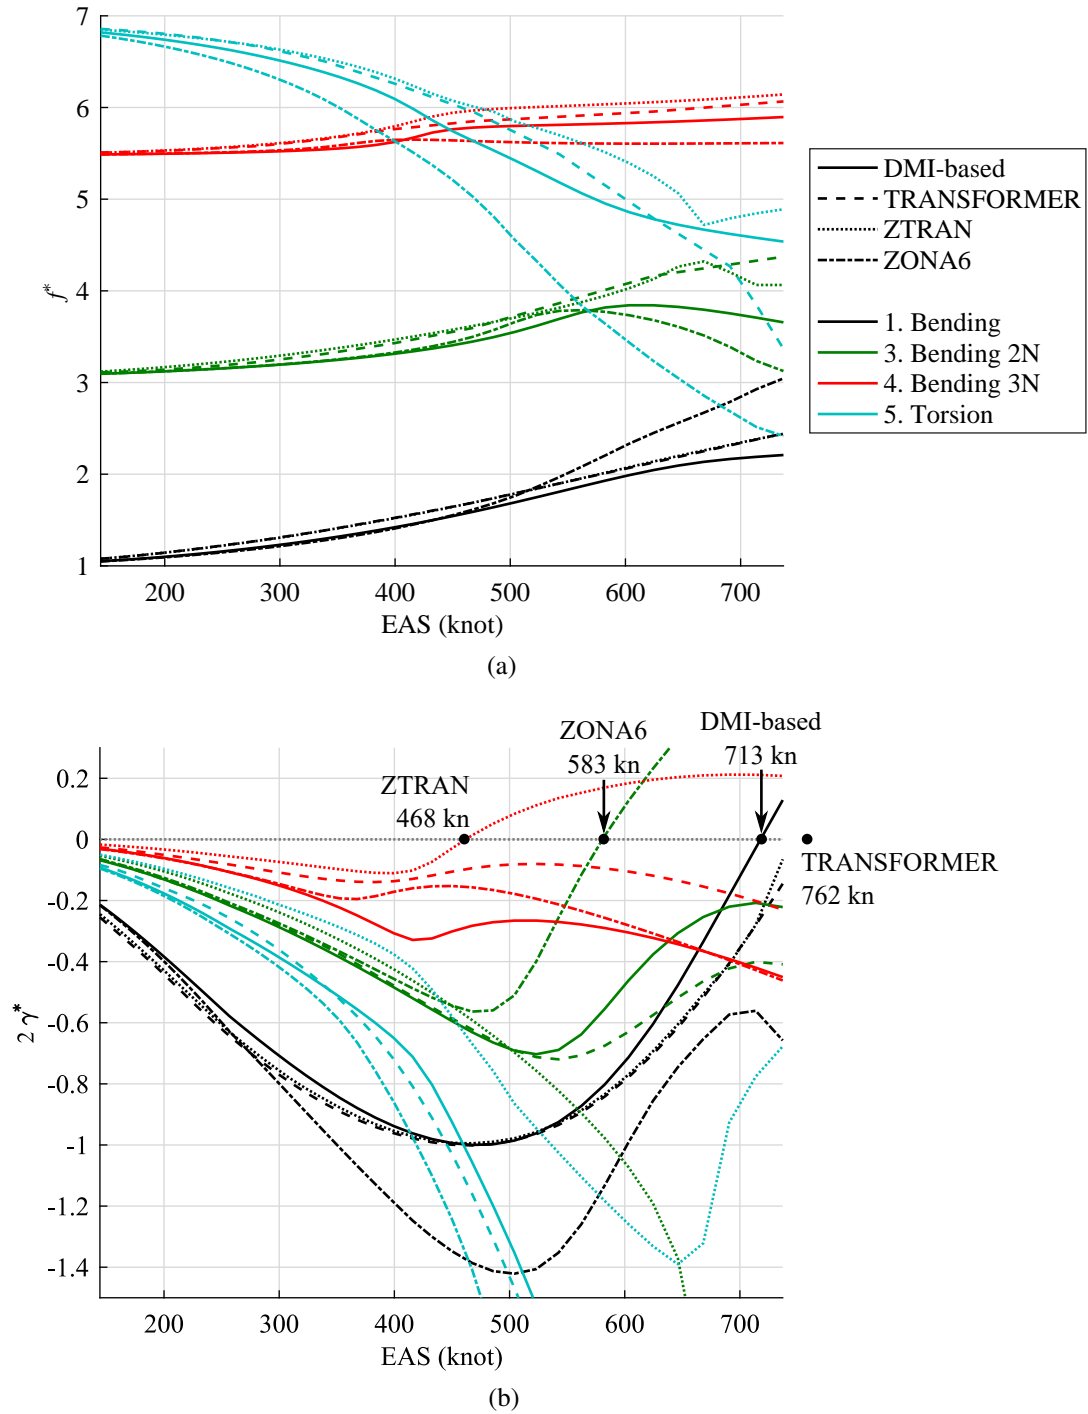 7
6
5
4
3
2
1
f*
200 300 400 500 600 700
EAS (knot)
(a)
DMI-based
TRANSFORMER
ZTRAN
ZONA6
1. Bending
3. Bending 2N
4. Bending 3N
5. Torsion
DMI-based
713 kn
ZONA6
583 kn
ZTRAN
468 kn
TRANSFORMER
762 kn
0.2
0
-0.2
-0.4
-0.6
-0.8
-1
-1.2
-1.4
2 γ*
200 300 400 500 600 700
EAS (knot)
(b)